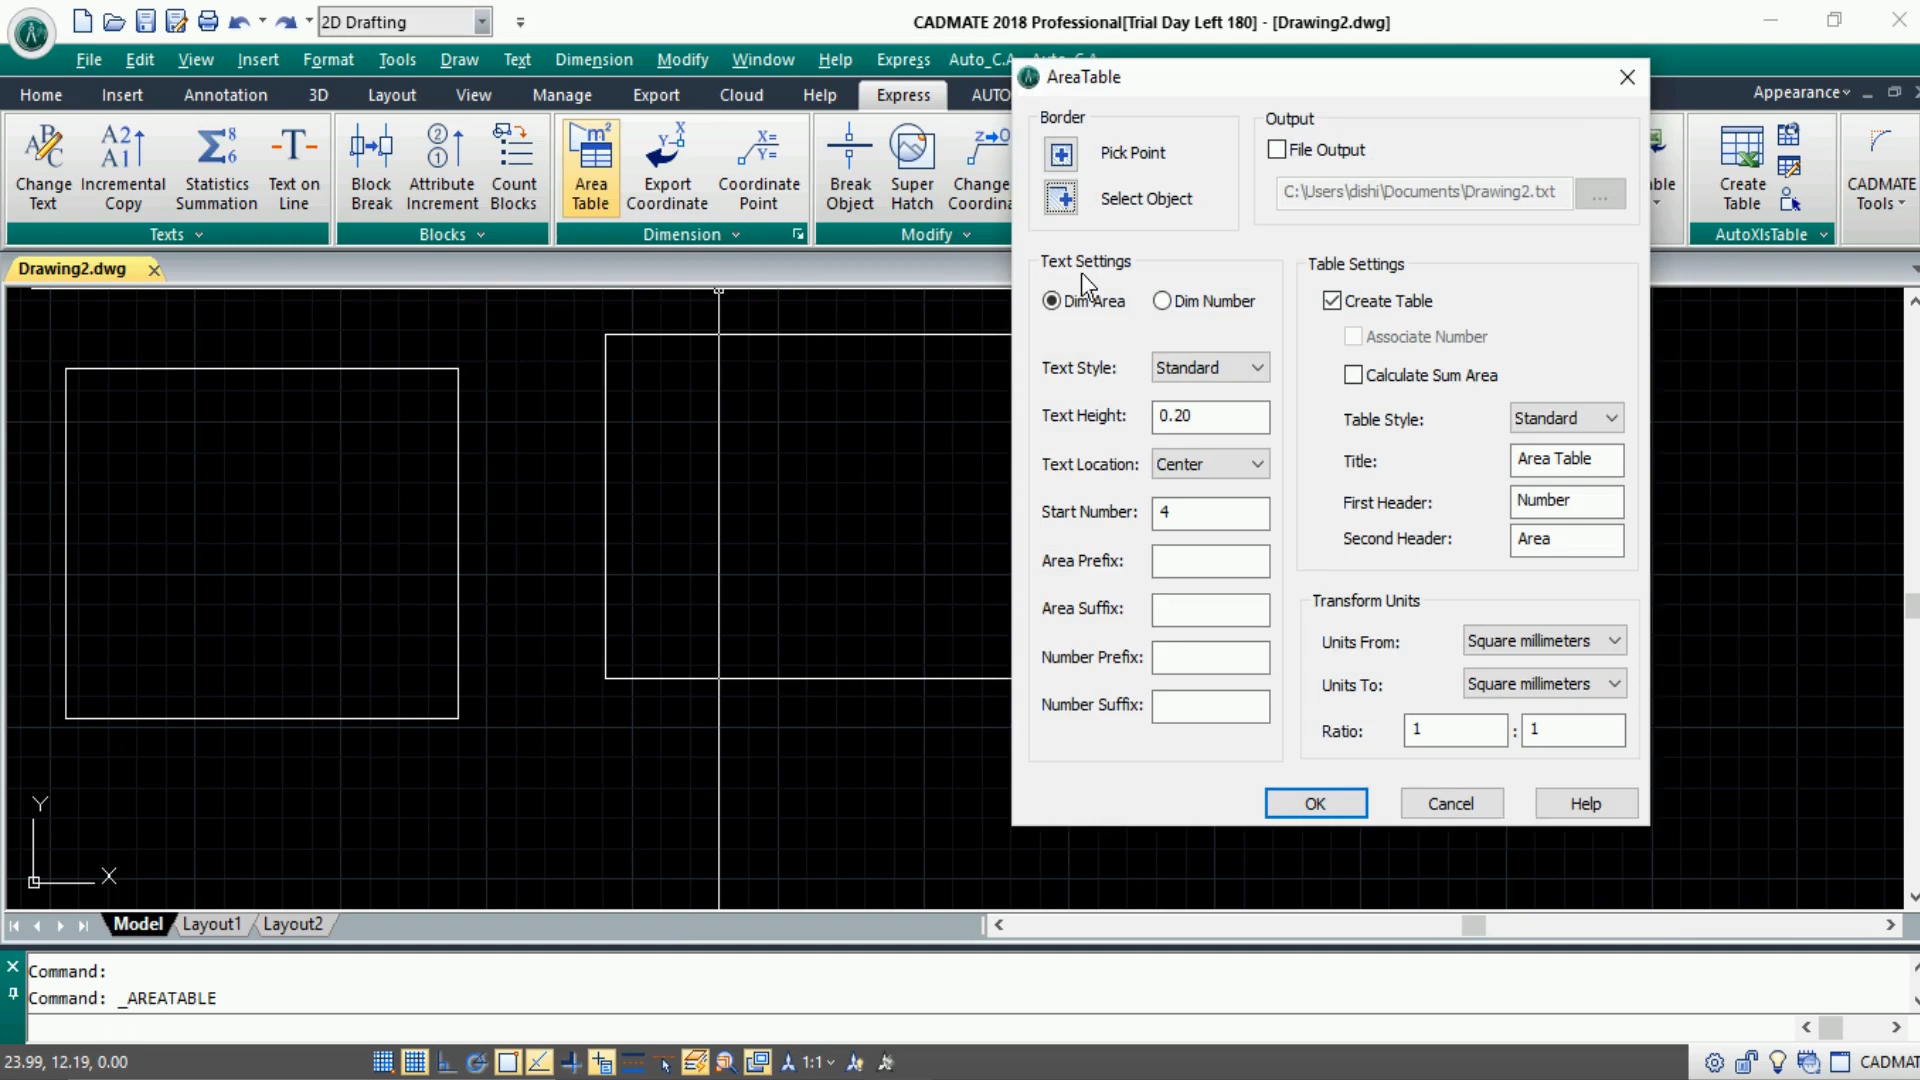 2D Drafting
CADMATE 2018 Professional[Trial Day Left 180] - [Drawing2.dwg]
File Edit View Insert Format Tools Draw Text Dimension Modify Window Help Express
Home Insert Annotation 3D Layout View Manage Export Cloud Help Express AUTO Appearance
Change Text
Incremental Copy
Statistics Summation
Text on Line
Block Break
Attribute Increment
Count Blocks
Area Table
Export Coordinate
Coordinate Point
Break Object
Super Hatch
Change
Create Table
CADMATE Tools
Texts
Blocks
Dimension
Modify
AutoXlsTable
Drawing2.dwg
AreaTable
Border
Pick Point
Select Object
Output
File Output
C:\Users\dishi\Documents\Drawing2.txt
...
Text Settings
Dim Area Dim Number
Text Style: Standard
Text Height: 0.20
Text Location: Center
Start Number: 4
Area Prefix:
Area Suffix:
Number Prefix:
Number Suffix:
Table Settings
Create Table
Associate Number
Calculate Sum Area
Table Style: Standard
Title: Area Table
First Header: Number
Second Header: Area
Transform Units
Units From: Square millimeters
Units To: Square millimeters
Ratio: 1 : 1
OK Cancel Help
Y
X
Model Layout1 Layout2
Command:
Command: _AREATABLE
23.99, 12.19, 0.00
1:1